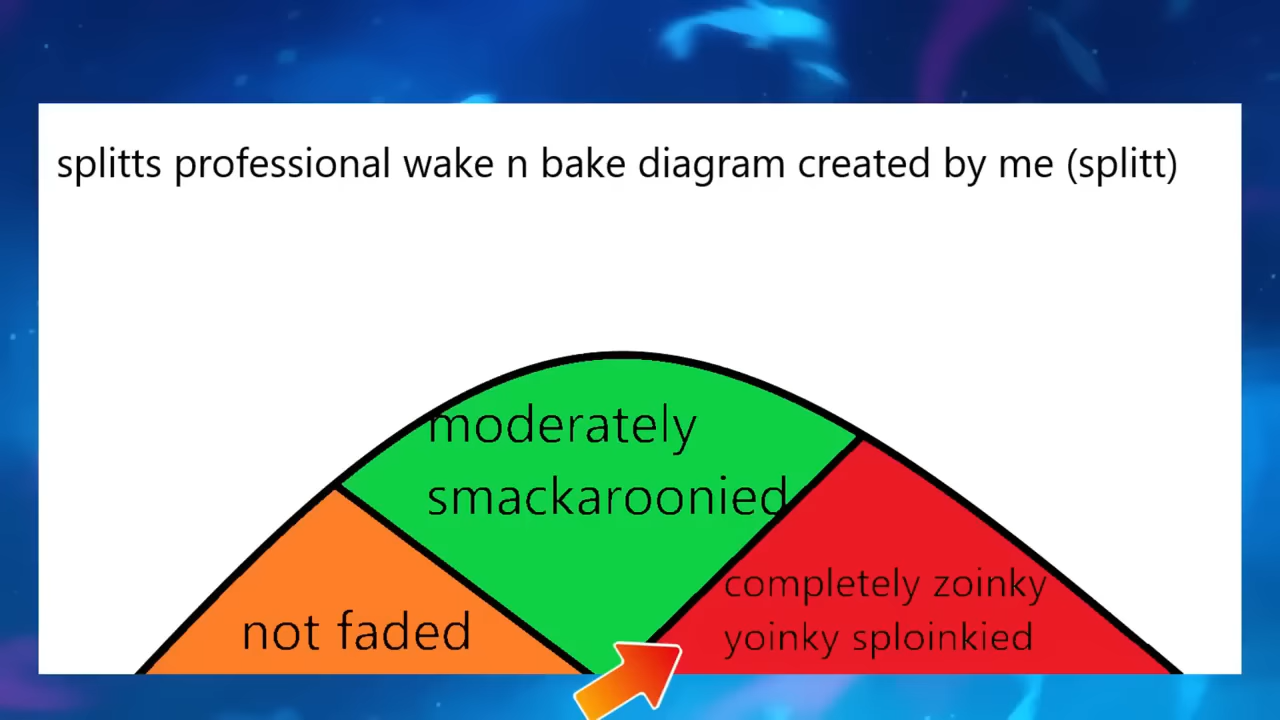 splitts professional wake n bake diagram created by me (splitt)
moderately
smackaroonied
not faded
completely zoinky
yoinky sploinkied